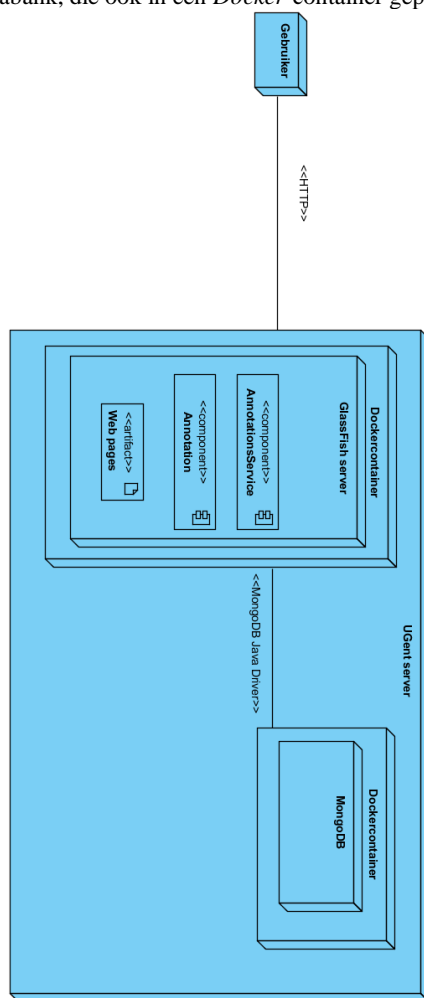 abank, die ook in een Docker container gep
Gebruiker
<<HTTP>>
UGent server
Dockercontainer
GlassFish server
<<component>>
AnnotationsService
<<component>>
Annotation
<<artifact>>
Web pages
<<MongoDB Java Driver>>
Dockercontainer
MongoDB